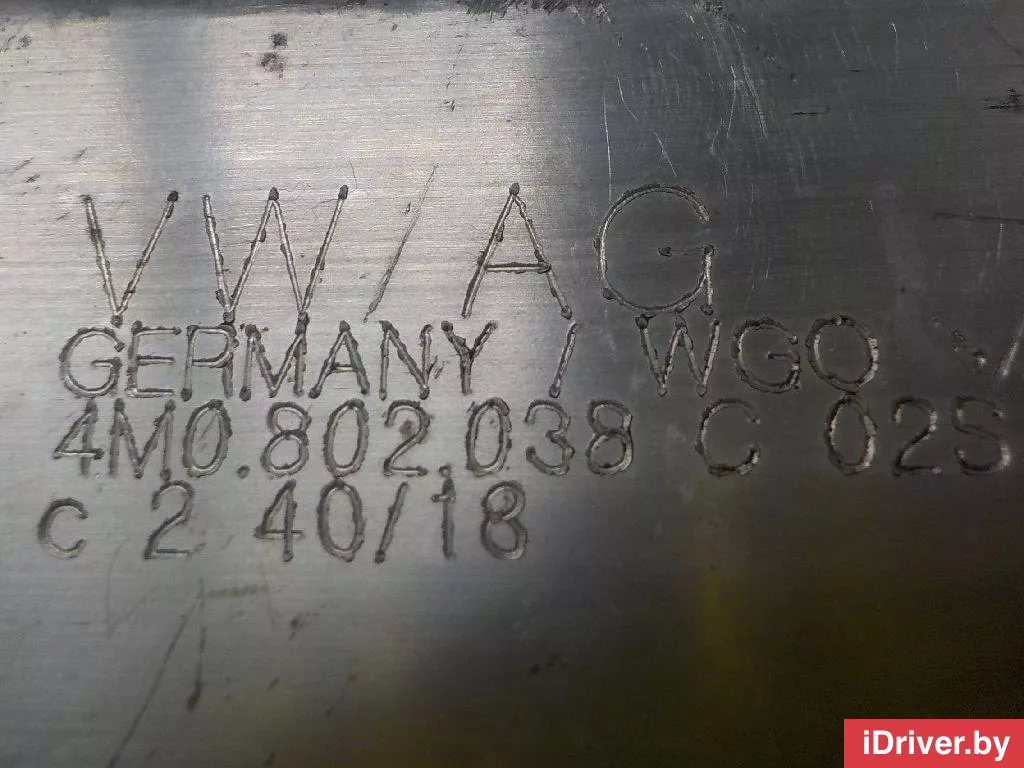 VW/AG
GERMANY / WGO
4M0.802.038 C 02S
C 2 40/18
iDriver.by